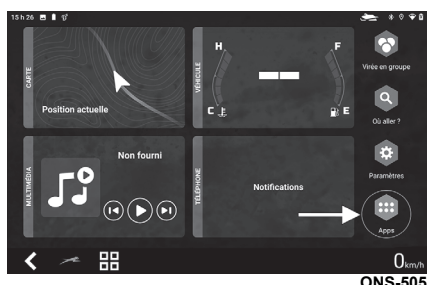 15 h 26
CARTE
Position actuelle
VÉHICULE
H
F
C
E
Virée en groupe
Où aller ?
MULTIMÉDIA
Non fourni
TÉLÉPHONE
Notifications
Paramètres
Apps
0km/h
ONS-505